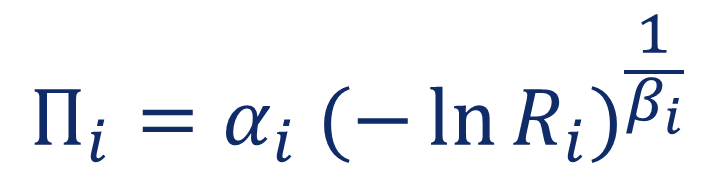 Πᵢ = αᵢ (− ln Rᵢ)^(1/βᵢ)